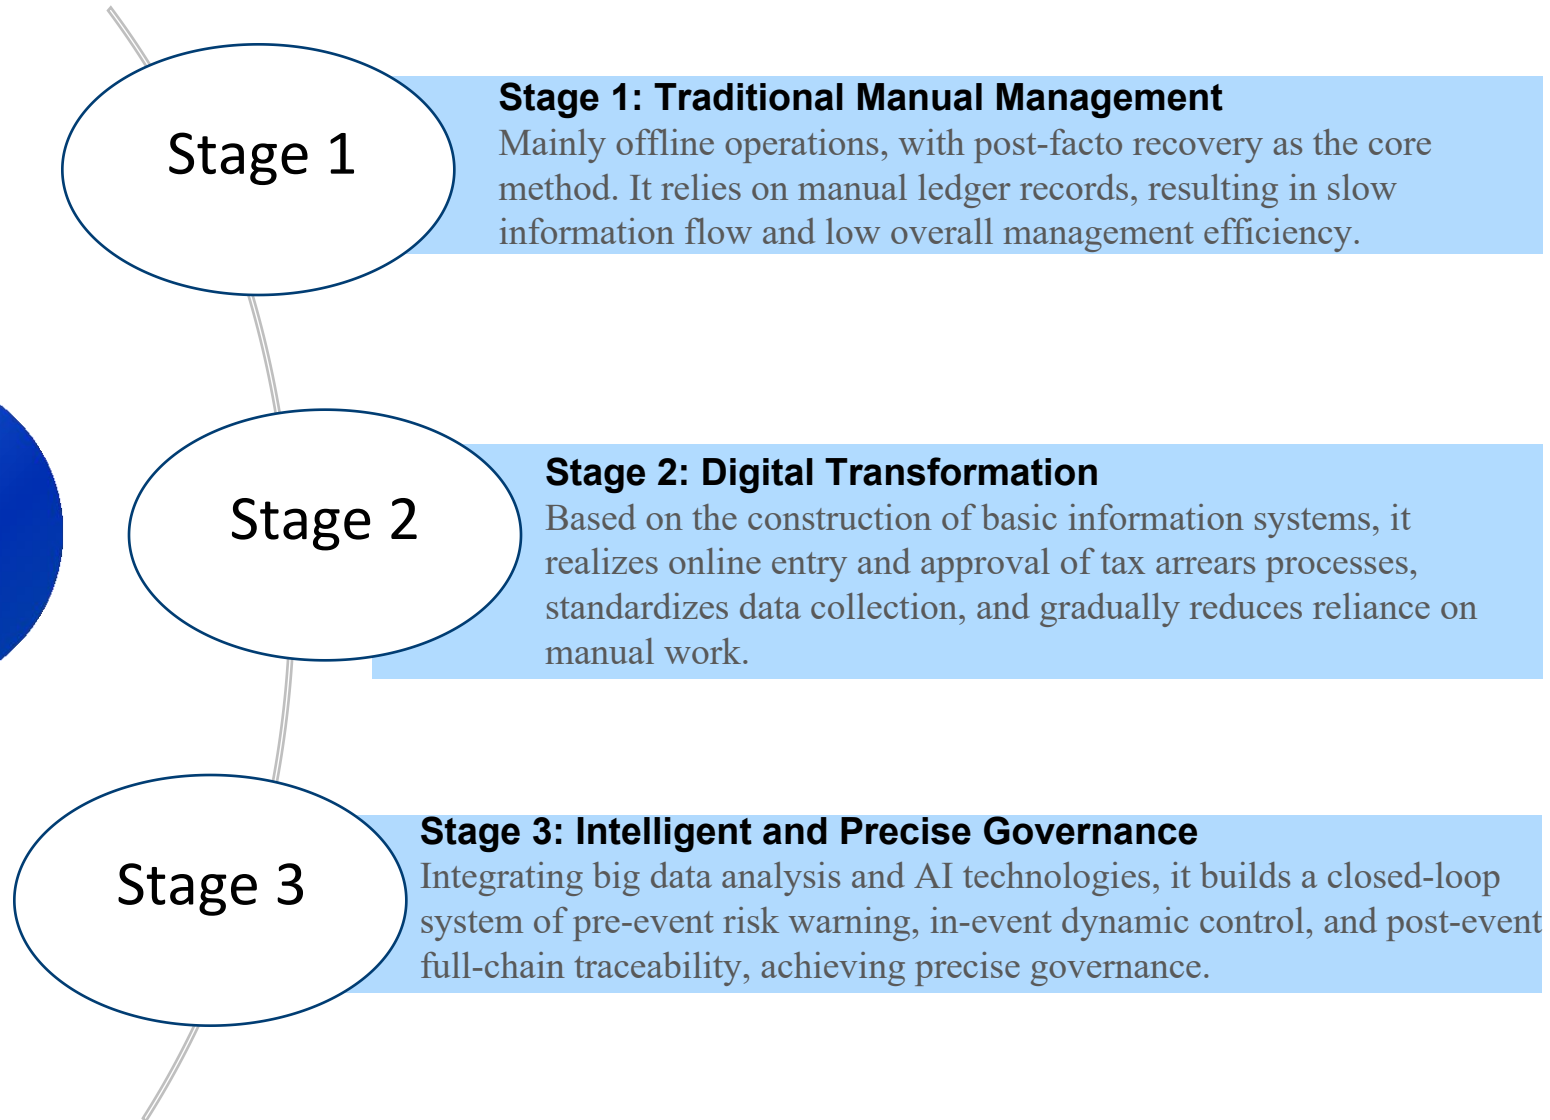 Stage 1
Stage 1: Traditional Manual Management
Mainly offline operations, with post-facto recovery as the core
method. It relies on manual ledger records, resulting in slow
information flow and low overall management efficiency.
Stage 2
Stage 2: Digital Transformation
Based on the construction of basic information systems, it
realizes online entry and approval of tax arrears processes,
standardizes data collection, and gradually reduces reliance on
manual work.
Stage 3
Stage 3: Intelligent and Precise Governance
Integrating big data analysis and AI technologies, it builds a closed-loop
system of pre-event risk warning, in-event dynamic control, and post-event
full-chain traceability, achieving precise governance.